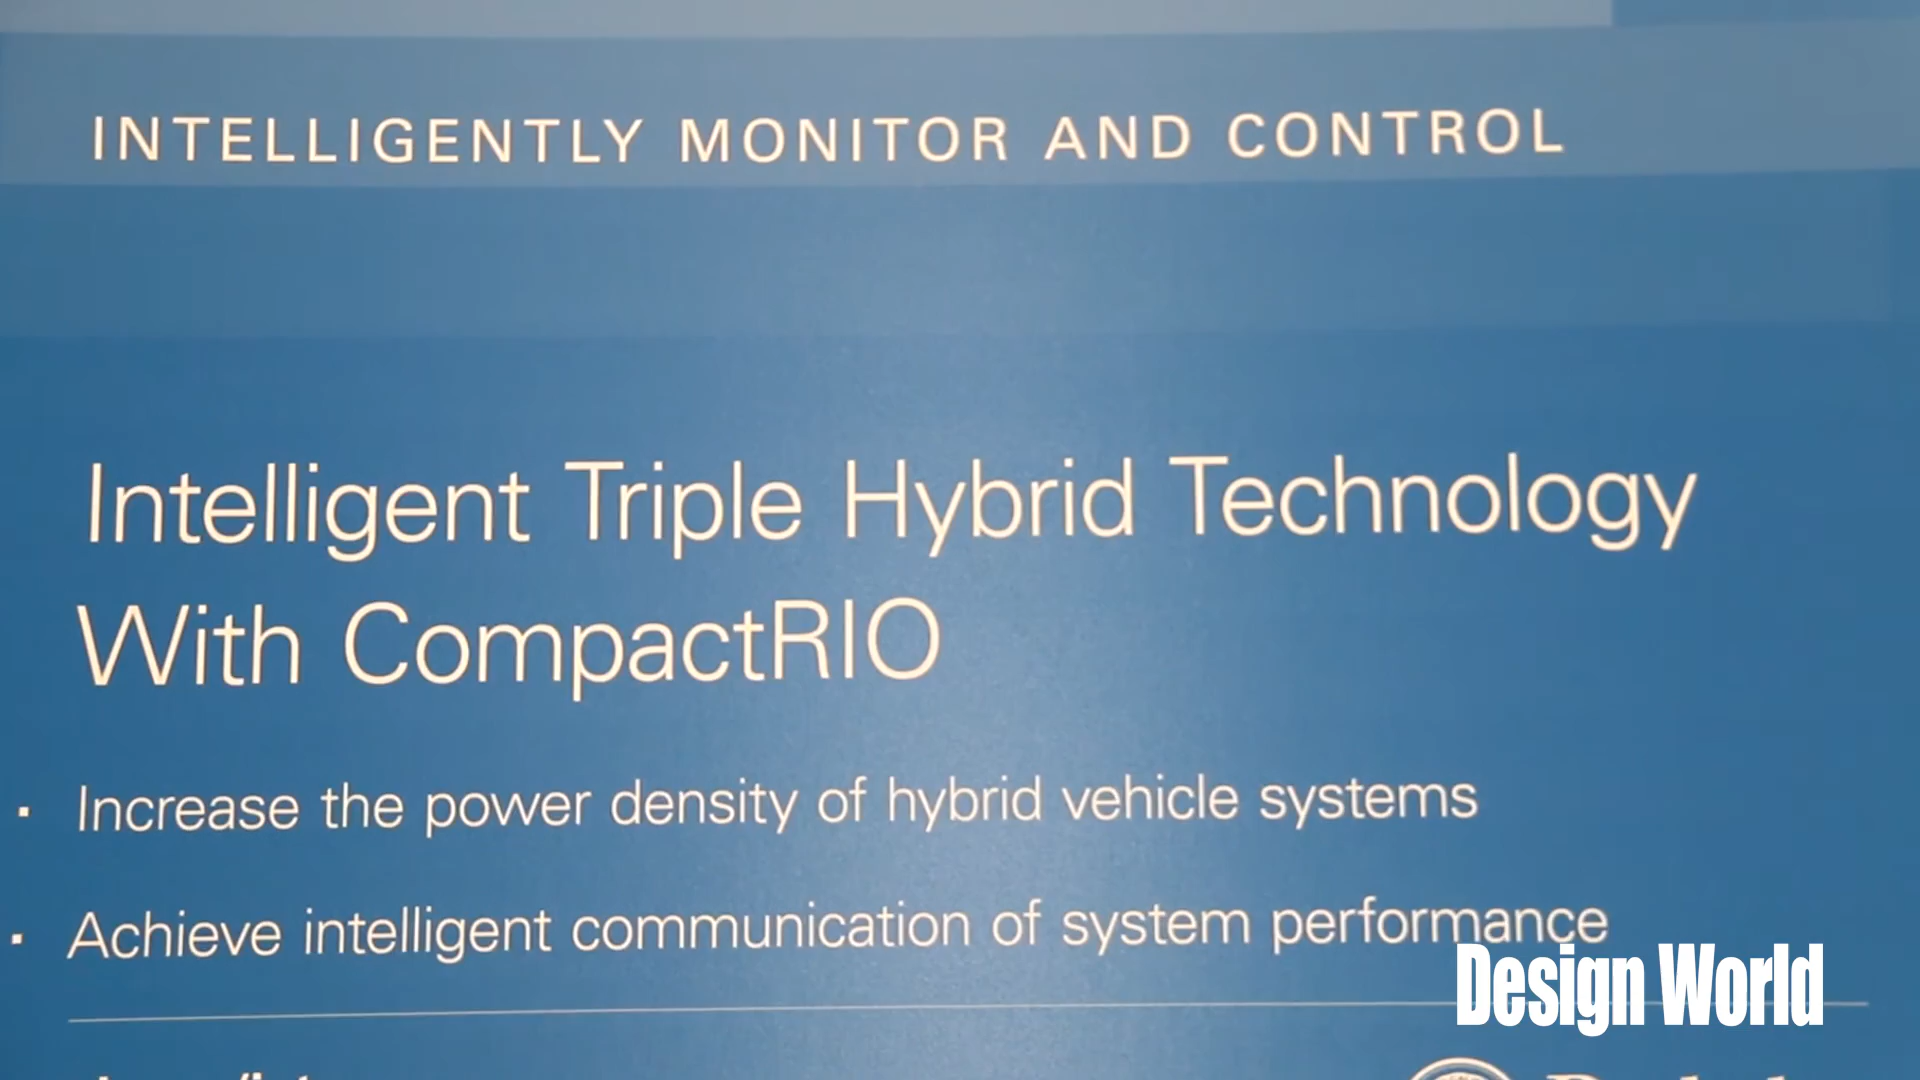 INTELLIGENTLY MONITOR AND CONTROL
Intelligent Triple Hybrid Technology
With CompactRIO
· Increase the power density of hybrid vehicle systems
· Achieve intelligent communication of system performance
Design World